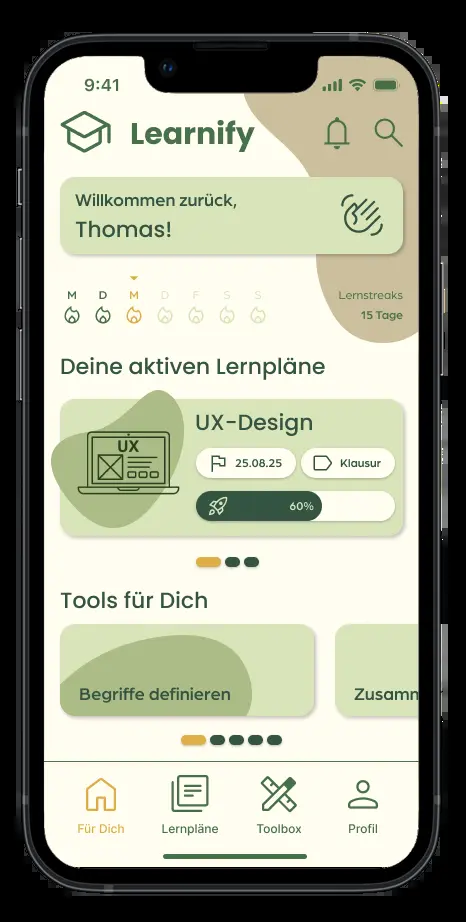 9:41
Learnify
Willkommen zurück,
Thomas!
M D M D F S S
Lernstreaks
15 Tage
Deine aktiven Lernpläne
UX
UX-Design
25.08.25
Klausur
60%
Tools für Dich
Begriffe definieren
Zusamm
Für Dich
Lernpläne
Toolbox
Profil